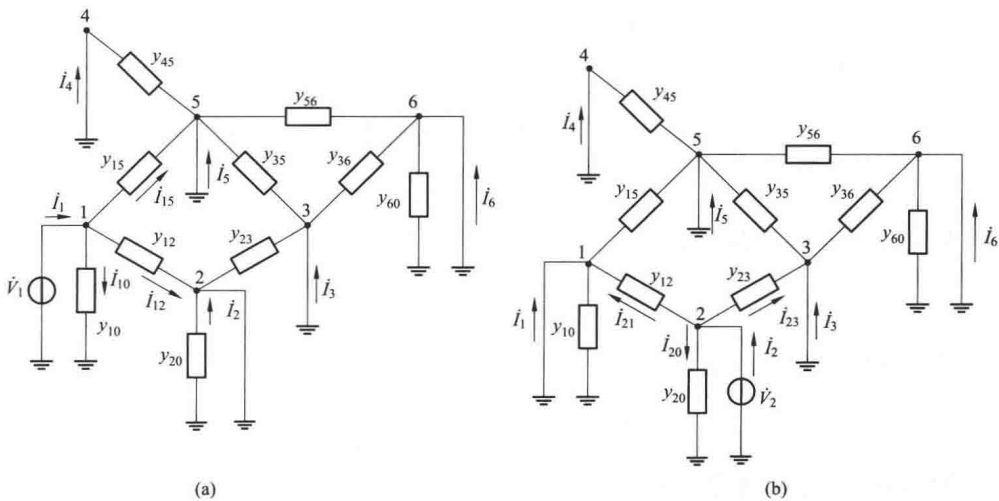 4
y₄₅
İ₄
5
y₅₆
6
y₁₅
İ₁₅
İ₅
y₃₅
y₃₆
y₆₀
İ₆
İ₁
1
y₁₂
y₂₃
3
V̇₁
İ₁₀
İ₁₂
2
İ₂
İ₃
y₁₀
y₂₀
(a)
4
y₄₅
İ₄
5
y₅₆
6
y₁₅
İ₅
y₃₅
y₃₆
y₆₀
İ₆
1
y₁₂
y₂₃
3
İ₁
y₁₀
İ₂₁
2
İ₂₃
İ₃
İ₂₀
İ₂
y₂₀
V̇₂
(b)